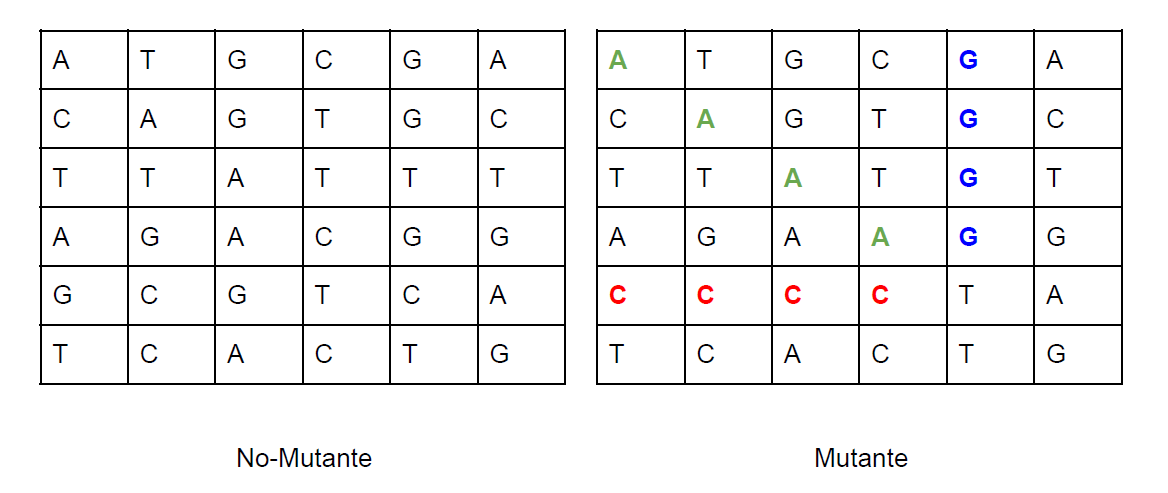 A T G C G A
C A G T G C
T T A T T T
A G A C G G
G C G T C A
T C A C T G
No-Mutante
A T G C G A
C A G T G C
T T A T G T
A G A A G G
C C C C T A
T C A C T G
Mutante